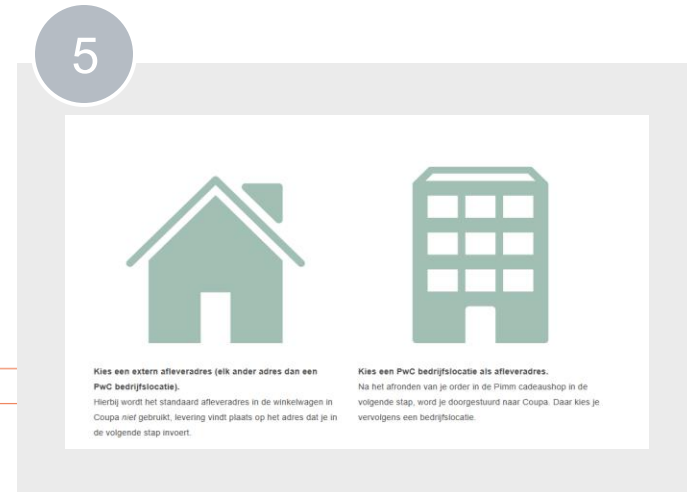 5
Kies een extern afleveradres (elk ander adres dan een
PwC bedrijfslocatie).
Hierbij wordt het standaard afleveradres in de winkelwagen in
Coupa niet gebruikt, levering vindt plaats op het adres dat je in
de volgende stap invoert.
Kies een PwC bedrijfslocatie als afleveradres.
Na het afronden van je order in de Pimm cadeaushop in de
volgende stap, word je doorgestuurd naar Coupa. Daar kies je
vervolgens een bedrijfslocatie.